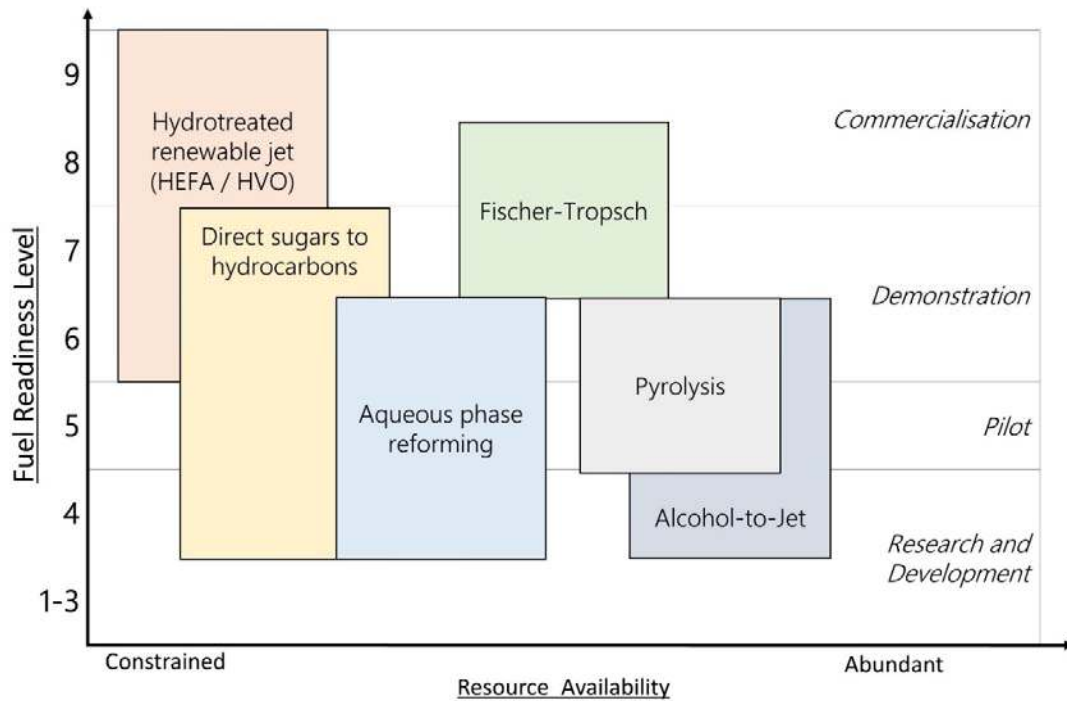 Fuel Readiness Level
9
8
7
6
5
4
1-3
Hydrotreated
renewable jet
(HEFA / HVO)
Direct sugars to
hydrocarbons
Aqueous phase
reforming
Fischer-Tropsch
Pyrolysis
Alcohol-to-Jet
Commercialisation
Demonstration
Pilot
Research and
Development
Constrained
Abundant
Resource Availability